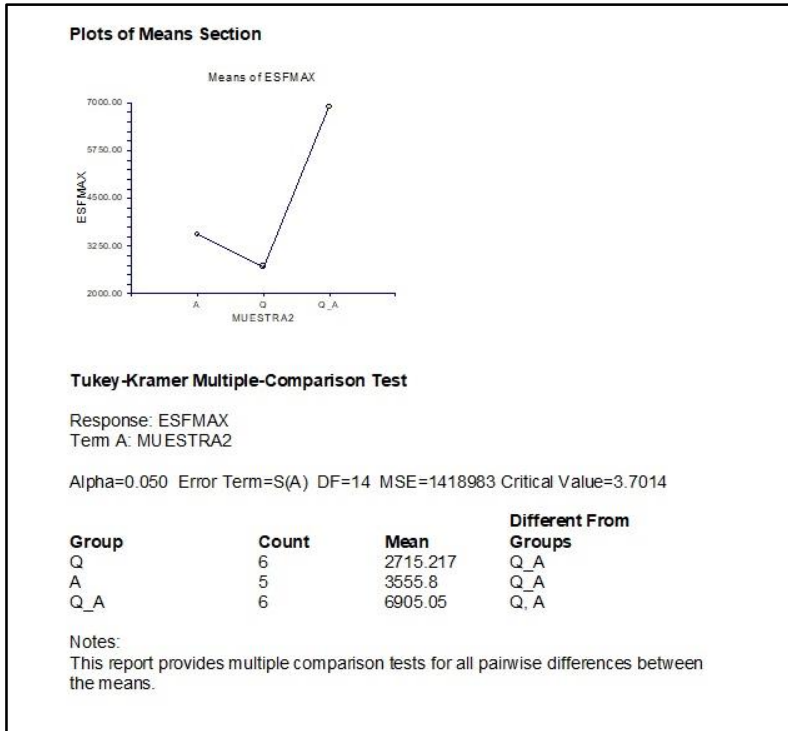 Plots of Means Section
Means of ESFMAX
7000.00
5750.00
4500.00
3250.00
2000.00
ESFMAX
A Q Q_A
MUESTRA2
Tukey-Kramer Multiple-Comparison Test
Response: ESFMAX
Term A: MUESTRA2
Alpha=0.050 Error Term=S(A) DF=14 MSE=1418983 Critical Value=3.7014
Different From
Group Count Mean Groups
Q 6 2715.217 Q_A
A 5 3555.8 Q_A
Q_A 6 6905.05 Q, A
Notes:
This report provides multiple comparison tests for all pairwise differences between
the means.